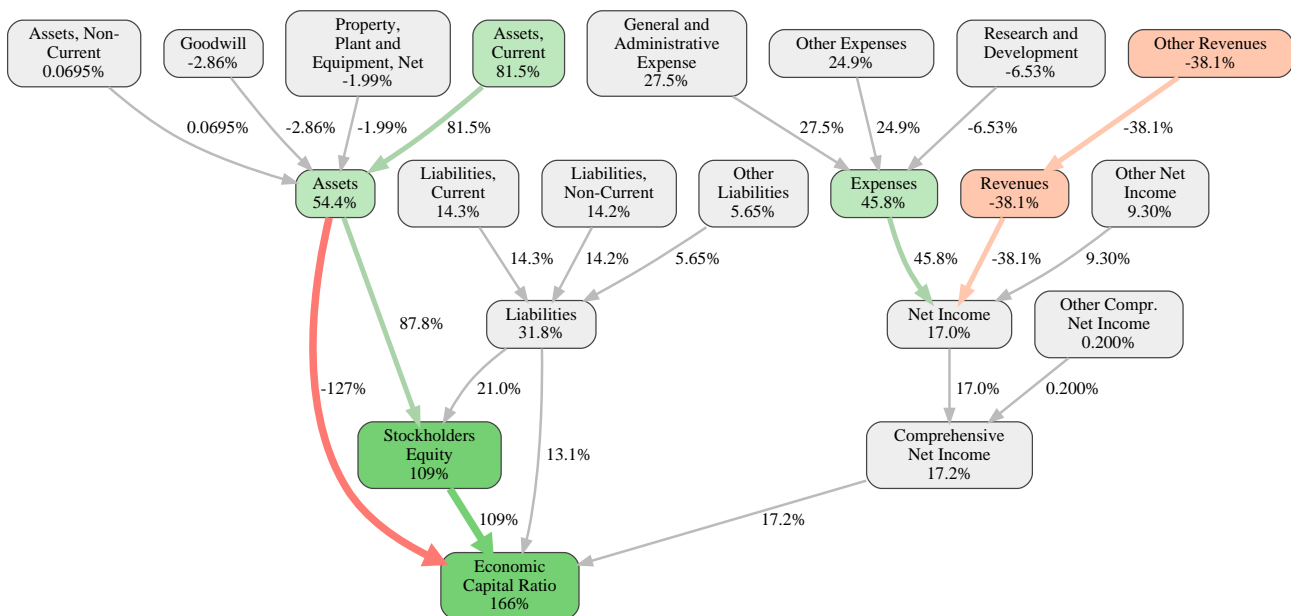 Assets, Non-
Current
0.0695%
Goodwill
-2.86%
Property,
Plant and
Equipment, Net
-1.99%
Assets,
Current
81.5%
General and
Administrative
Expense
27.5%
Other Expenses
24.9%
Research and
Development
-6.53%
Other Revenues
-38.1%
0.0695%
-2.86%
-1.99%
81.5%
27.5%
24.9%
-6.53%
-38.1%
Assets
54.4%
Liabilities,
Current
14.3%
Liabilities,
Non-Current
14.2%
Other
Liabilities
5.65%
Expenses
45.8%
Revenues
-38.1%
Other Net
Income
9.30%
14.3%
14.2%
5.65%
45.8%
-38.1%
9.30%
87.8%
Liabilities
31.8%
Net Income
17.0%
Other Compr.
Net Income
0.200%
-127%
21.0%
17.0%
0.200%
Stockholders
Equity
109%
13.1%
Comprehensive
Net Income
17.2%
109%
17.2%
Economic
Capital Ratio
166%